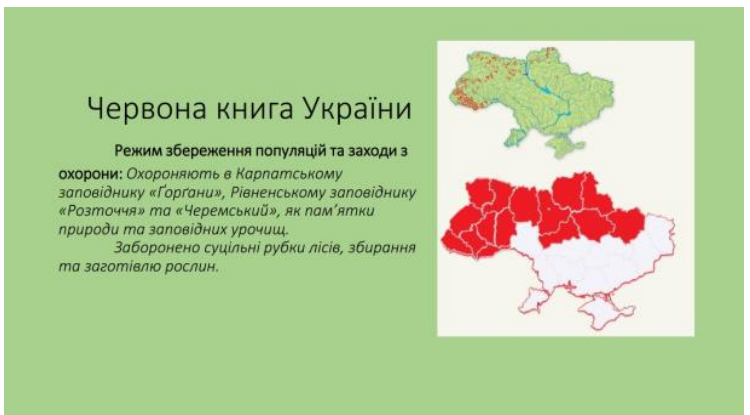 Червона книга України
Режим збереження популяцій та заходи з
охорони: Охороняють в Карпатському
заповіднику «Ґорґани», Рівненському заповіднику
«Розточчя» та «Черемський», як пам’ятки
природи та заповідних урочищ.
Заборонено суцільні рубки лісів, збирання
та заготівлю рослин.